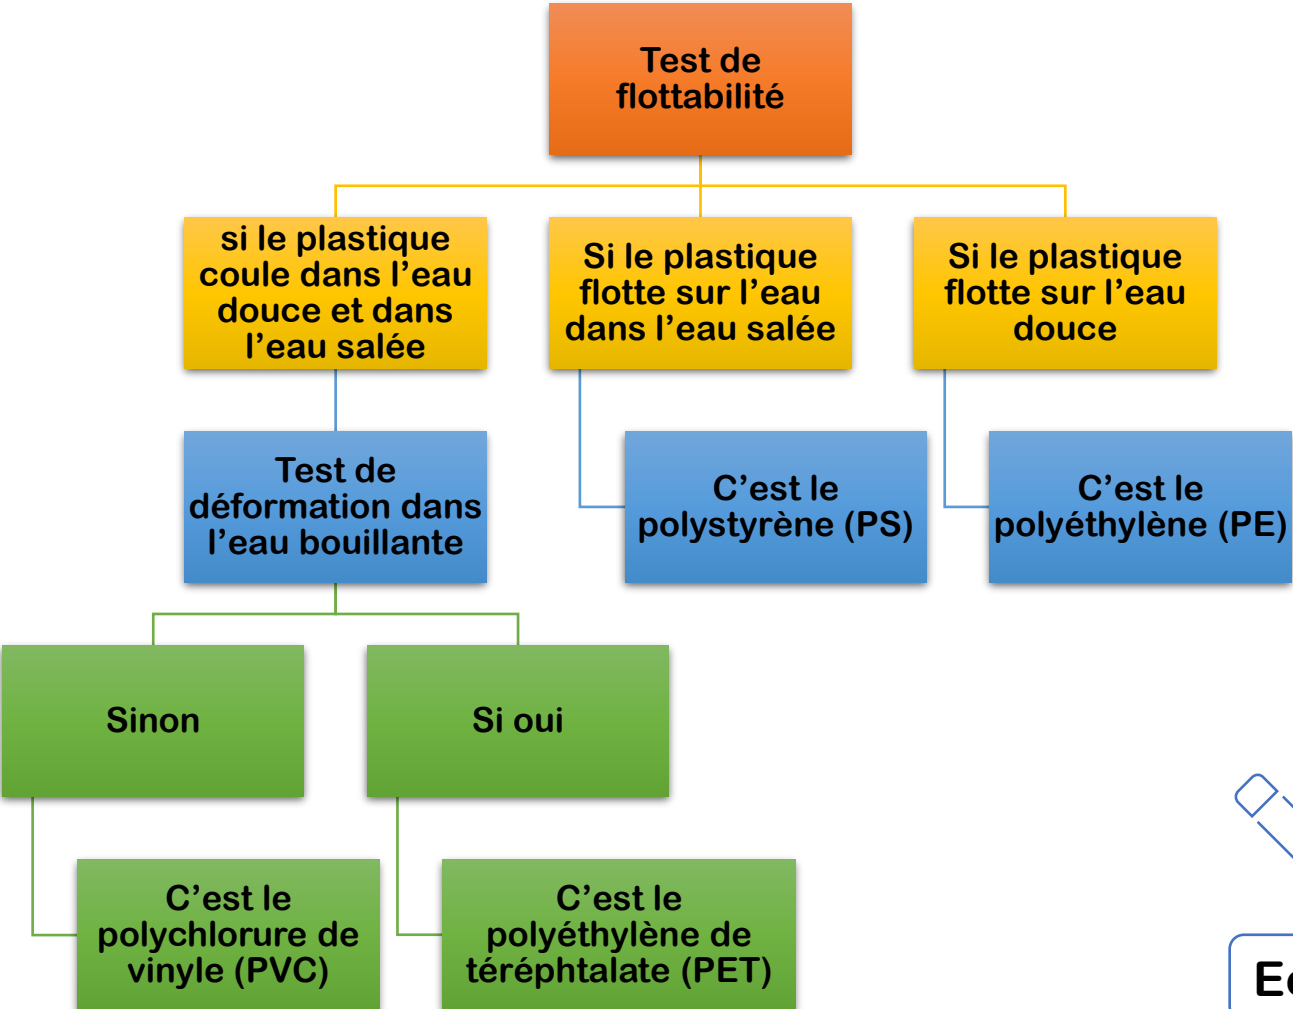 Test de
flottabilité
si le plastique
coule dans l’eau
douce et dans
l’eau salée
Si le plastique
flotte sur l’eau
dans l’eau salée
Si le plastique
flotte sur l’eau
douce
Test de
déformation dans
l’eau bouillante
C’est le
polystyrène (PS)
C’est le
polyéthylène (PE)
Sinon
Si oui
C’est le
polychlorure de
vinyle (PVC)
C’est le
polyéthylène de
téréphtalate (PET)